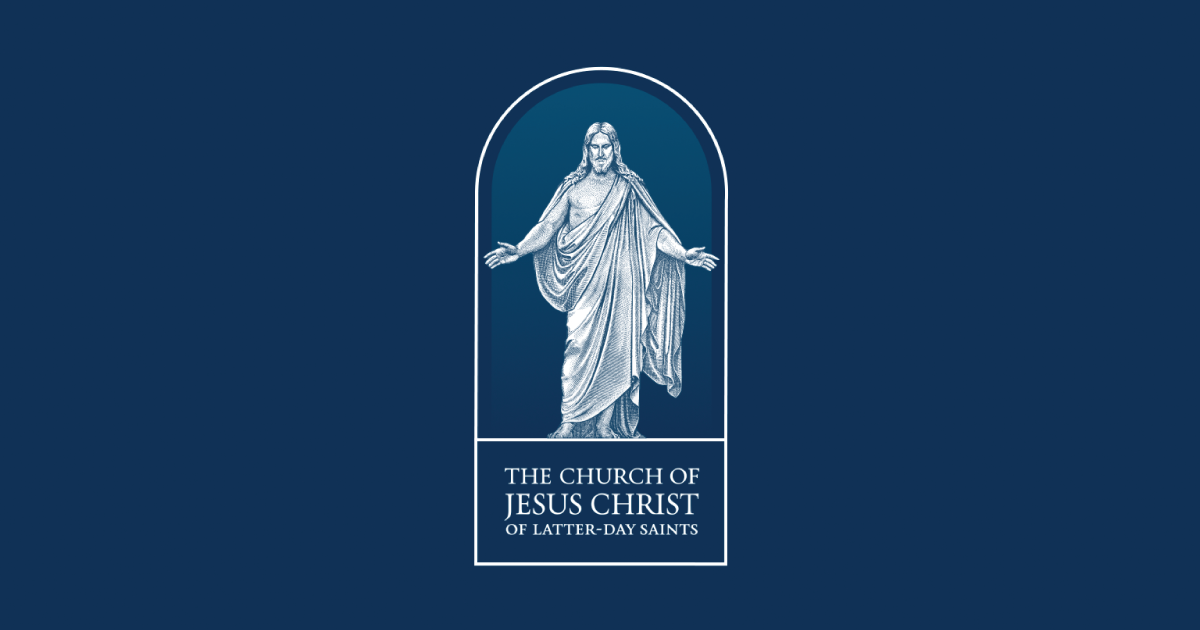 THE CHURCH OF
JESUS CHRIST
OF LATTER-DAY SAINTS